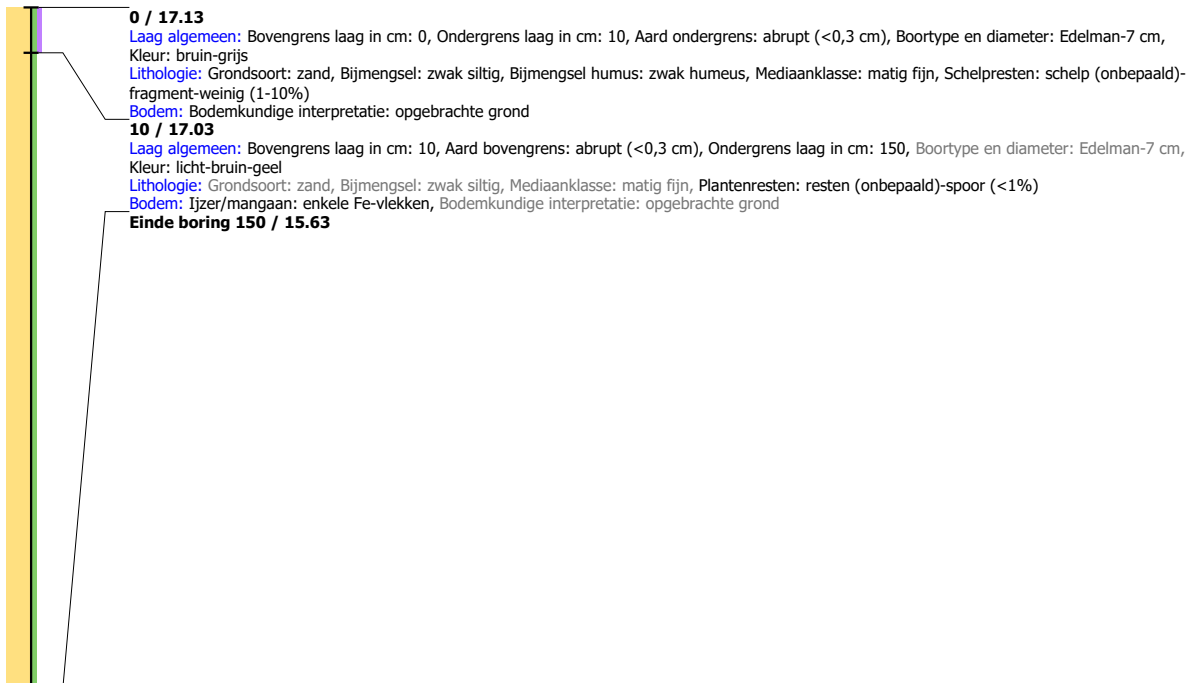 0 / 17.13
Laag algemeen: Bovengrens laag in cm: 0, Ondergrens laag in cm: 10, Aard ondergrens: abrupt (<0,3 cm), Boortype en diameter: Edelman-7 cm,
Kleur: bruin-grijs
Lithologie: Grondsoort: zand, Bijmengsel: zwak siltig, Bijmengsel humus: zwak humeus, Mediaanklasse: matig fijn, Schelpresten: schelp (onbepaald)-
fragment-weinig (1-10%)
Bodem: Bodemkundige interpretatie: opgebrachte grond
10 / 17.03
Laag algemeen: Bovengrens laag in cm: 10, Aard bovengrens: abrupt (<0,3 cm), Ondergrens laag in cm: 150, Boortype en diameter: Edelman-7 cm,
Kleur: licht-bruin-geel
Lithologie: Grondsoort: zand, Bijmengsel: zwak siltig, Mediaanklasse: matig fijn, Plantenresten: resten (onbepaald)-spoor (<1%)
Bodem: Ijzer/mangaan: enkele Fe-vlekken, Bodemkundige interpretatie: opgebrachte grond
Einde boring 150 / 15.63